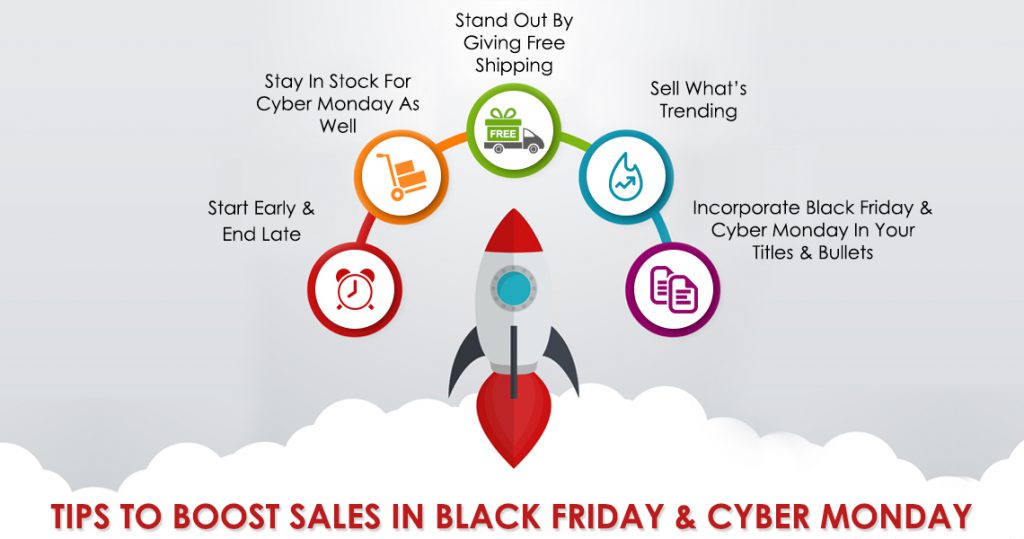 Stand Out By
Giving Free
Shipping
Stay In Stock For
Cyber Monday As
Well
Sell What's
Trending
FREE
Start Early &
End Late
Incorporate Black Friday &
Cyber Monday In Your
Titles & Bullets
TIPS TO BOOST SALES IN BLACK FRIDAY & CYBER MONDAY